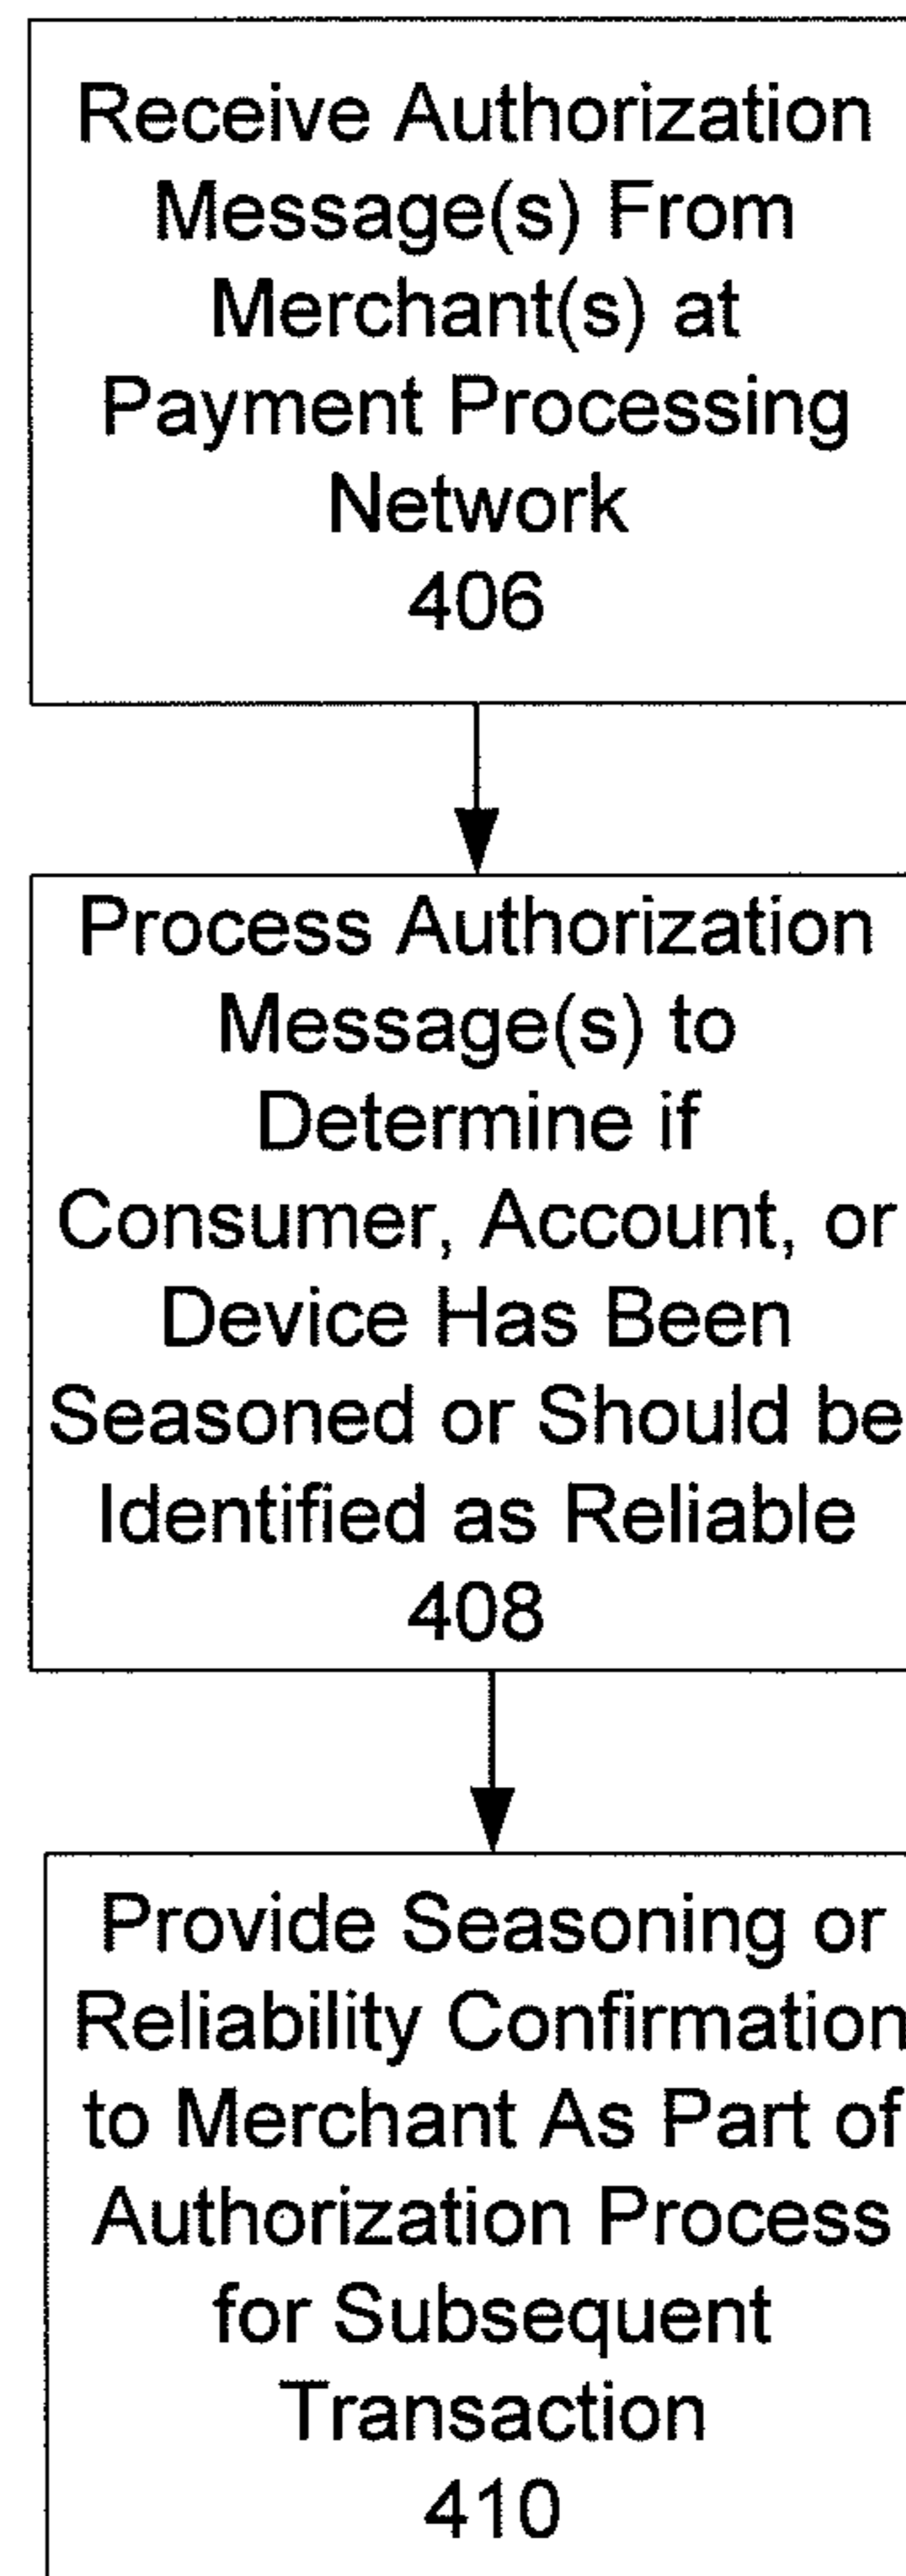 Receive Authorization
Message(s) From
Merchant(s) at
Payment Processing
Network
406
Process Authorization
Message(s) to
Determine if
Consumer, Account, or
Device Has Been
Seasoned or Should be
Identified as Reliable
408
Provide Seasoning or
Reliability Confirmation
to Merchant As Part of
Authorization Process
for Subsequent
Transaction
410